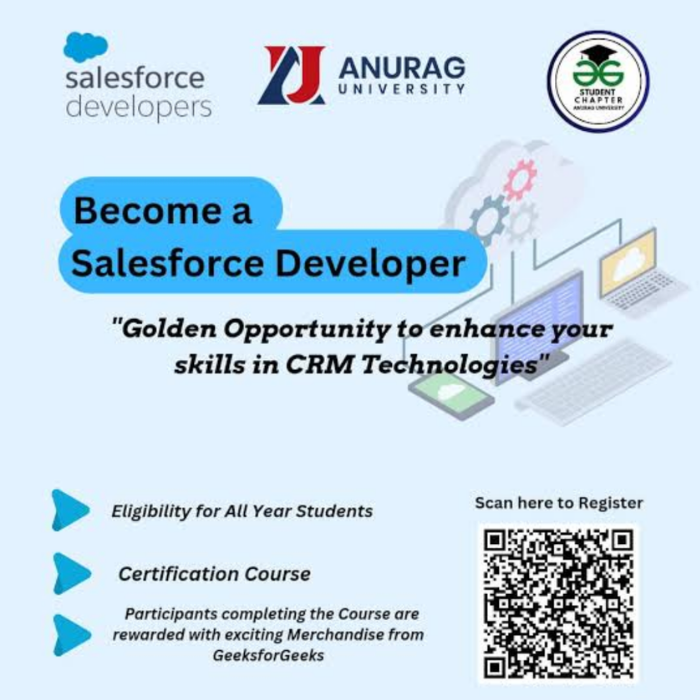 salesforce
developers
ANURAG
UNIVERSITY
STUDENT
CHAPTER
ANURAG UNIVERSITY
Become a
Salesforce Developer
"Golden Opportunity to enhance your
skills in CRM Technologies"
Eligibility for All Year Students
Certification Course
Participants completing the Course are
rewarded with exciting Merchandise from
GeeksforGeeks
Scan here to Register